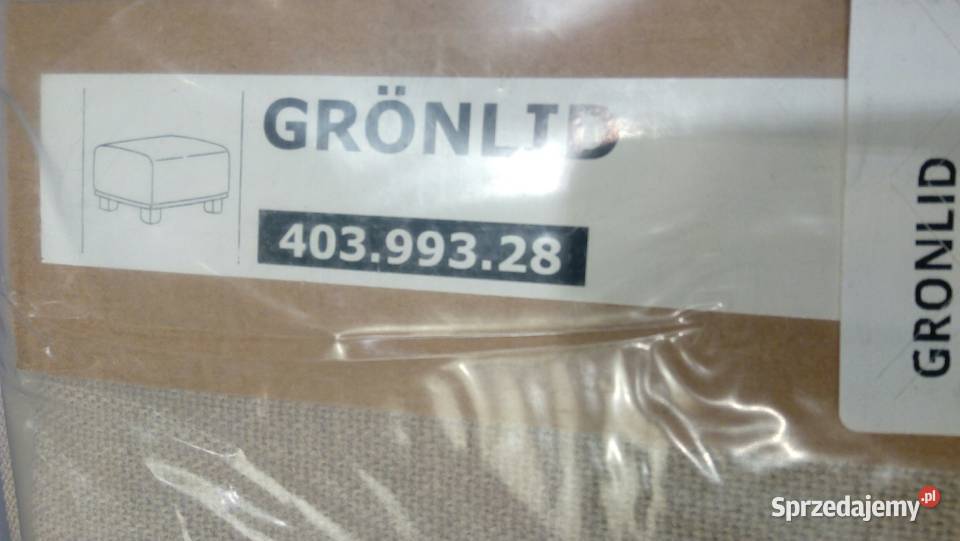 GRÖNLID
403.993.28
GRONLID
Sprzedajemy.pl